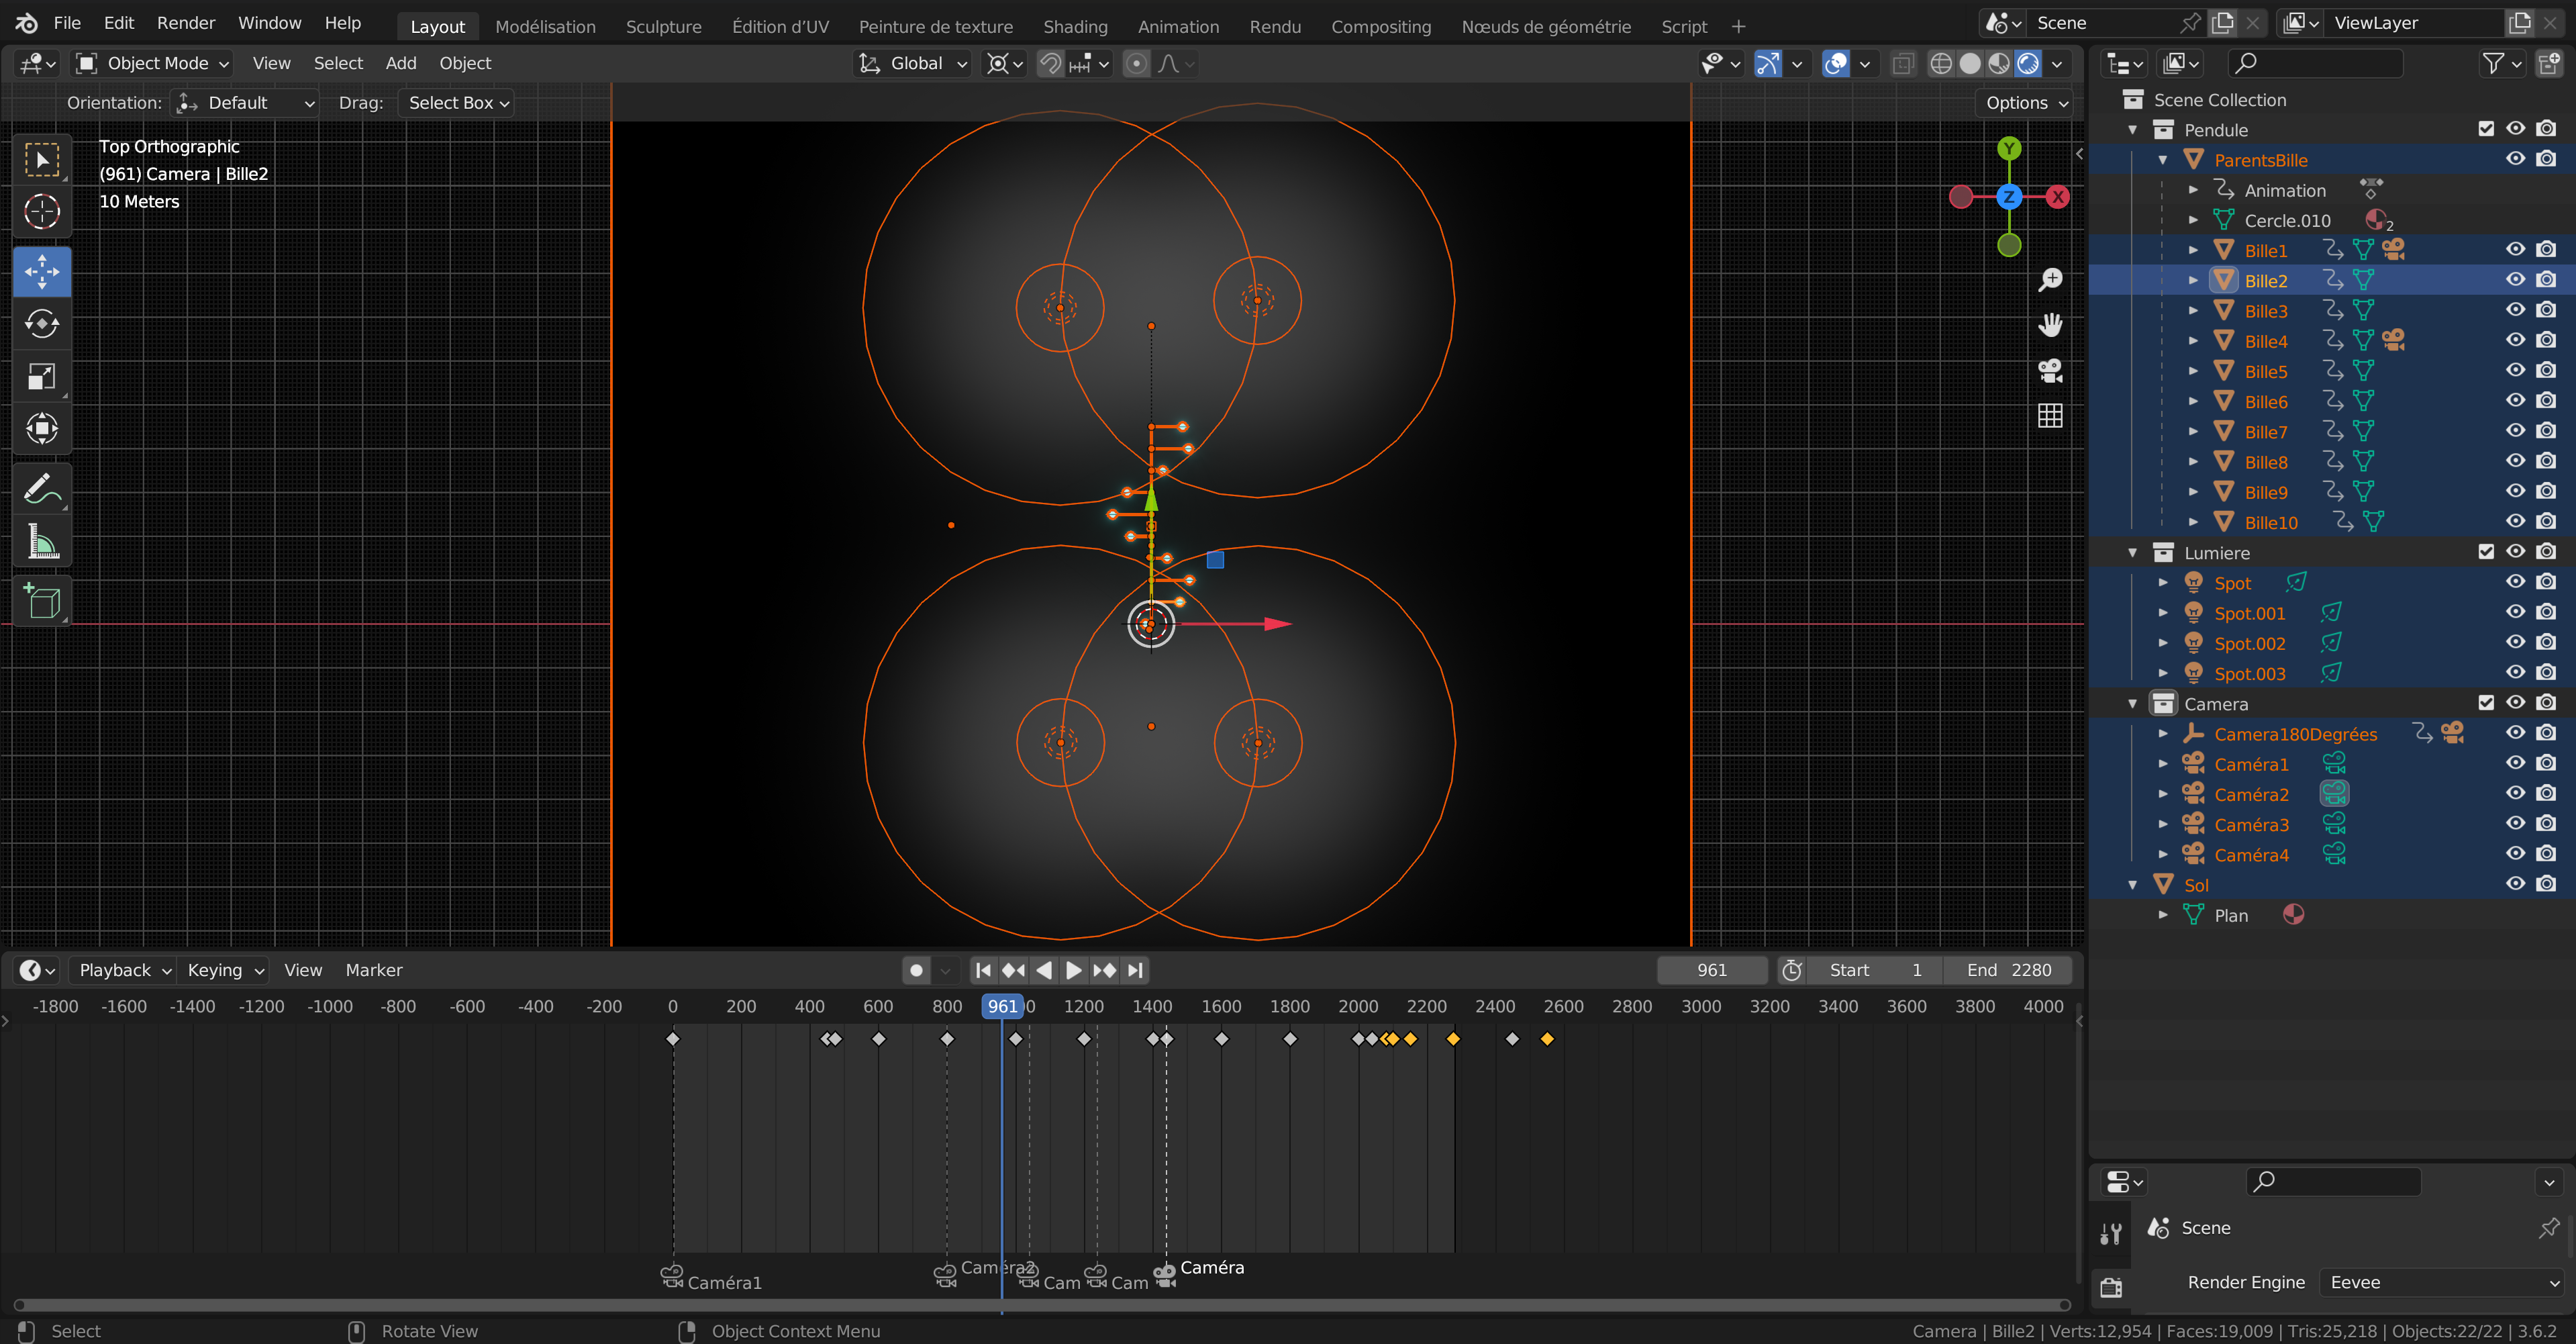 File Edit Render Window Help Layout Modélisation Sculpture Édition d'UV Peinture de texture Shading Animation Rendu Compositing Nœuds de géométrie Script + Scene ViewLayer
Object Mode View Select Add Object Global
Orientation: Default Drag: Select Box Options
Top Orthographic
(961) Camera | Bille2
10 Meters
Y
Z X
Scene Collection
Pendule
ParentsBille
Animation
Cercle.010 2
Bille1
Bille2
Bille3
Bille4
Bille5
Bille6
Bille7
Bille8
Bille9
Bille10
Lumiere
Spot
Spot.001
Spot.002
Spot.003
Camera
Camera180Degrées
Caméra1
Caméra2
Caméra3
Caméra4
Sol
Plan
Playback Keying View Marker 961 Start 1 End 2280
-1800 -1600 -1400 -1200 -1000 -800 -600 -400 -200 0 200 400 600 800 961 1200 1400 1600 1800 2000 2200 2400 2600 2800 3000 3200 3400 3600 3800 4000
Caméra1 Caméra2 Cam Cam Caméra
Scene
Render Engine Eevee
Select Rotate View Object Context Menu Camera | Bille2 | Verts:12,954 | Faces:19,009 | Tris:25,218 | Objects:22/22 | 3.6.2